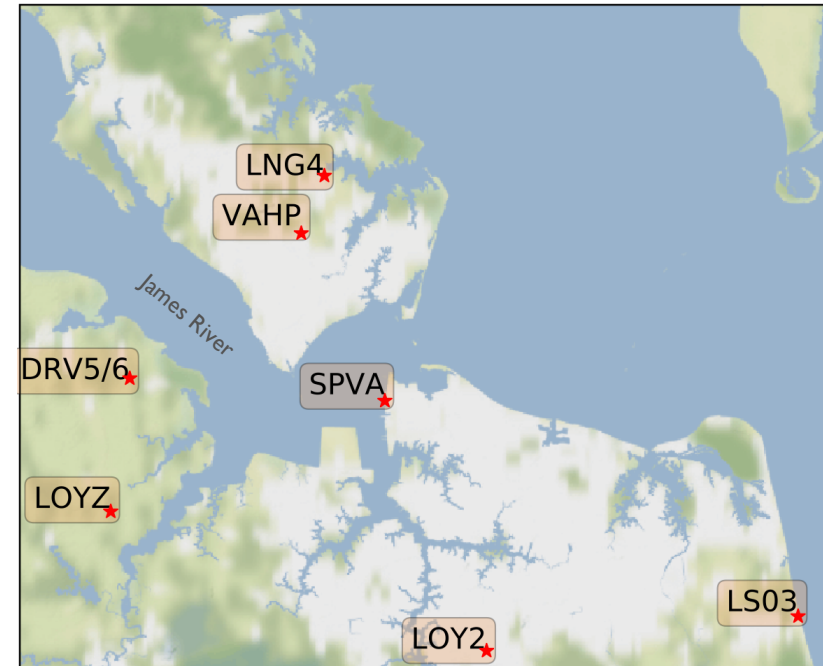 LNG4
VAHP
James River
DRV5/6
SPVA
LOYZ
LS03
LOY2